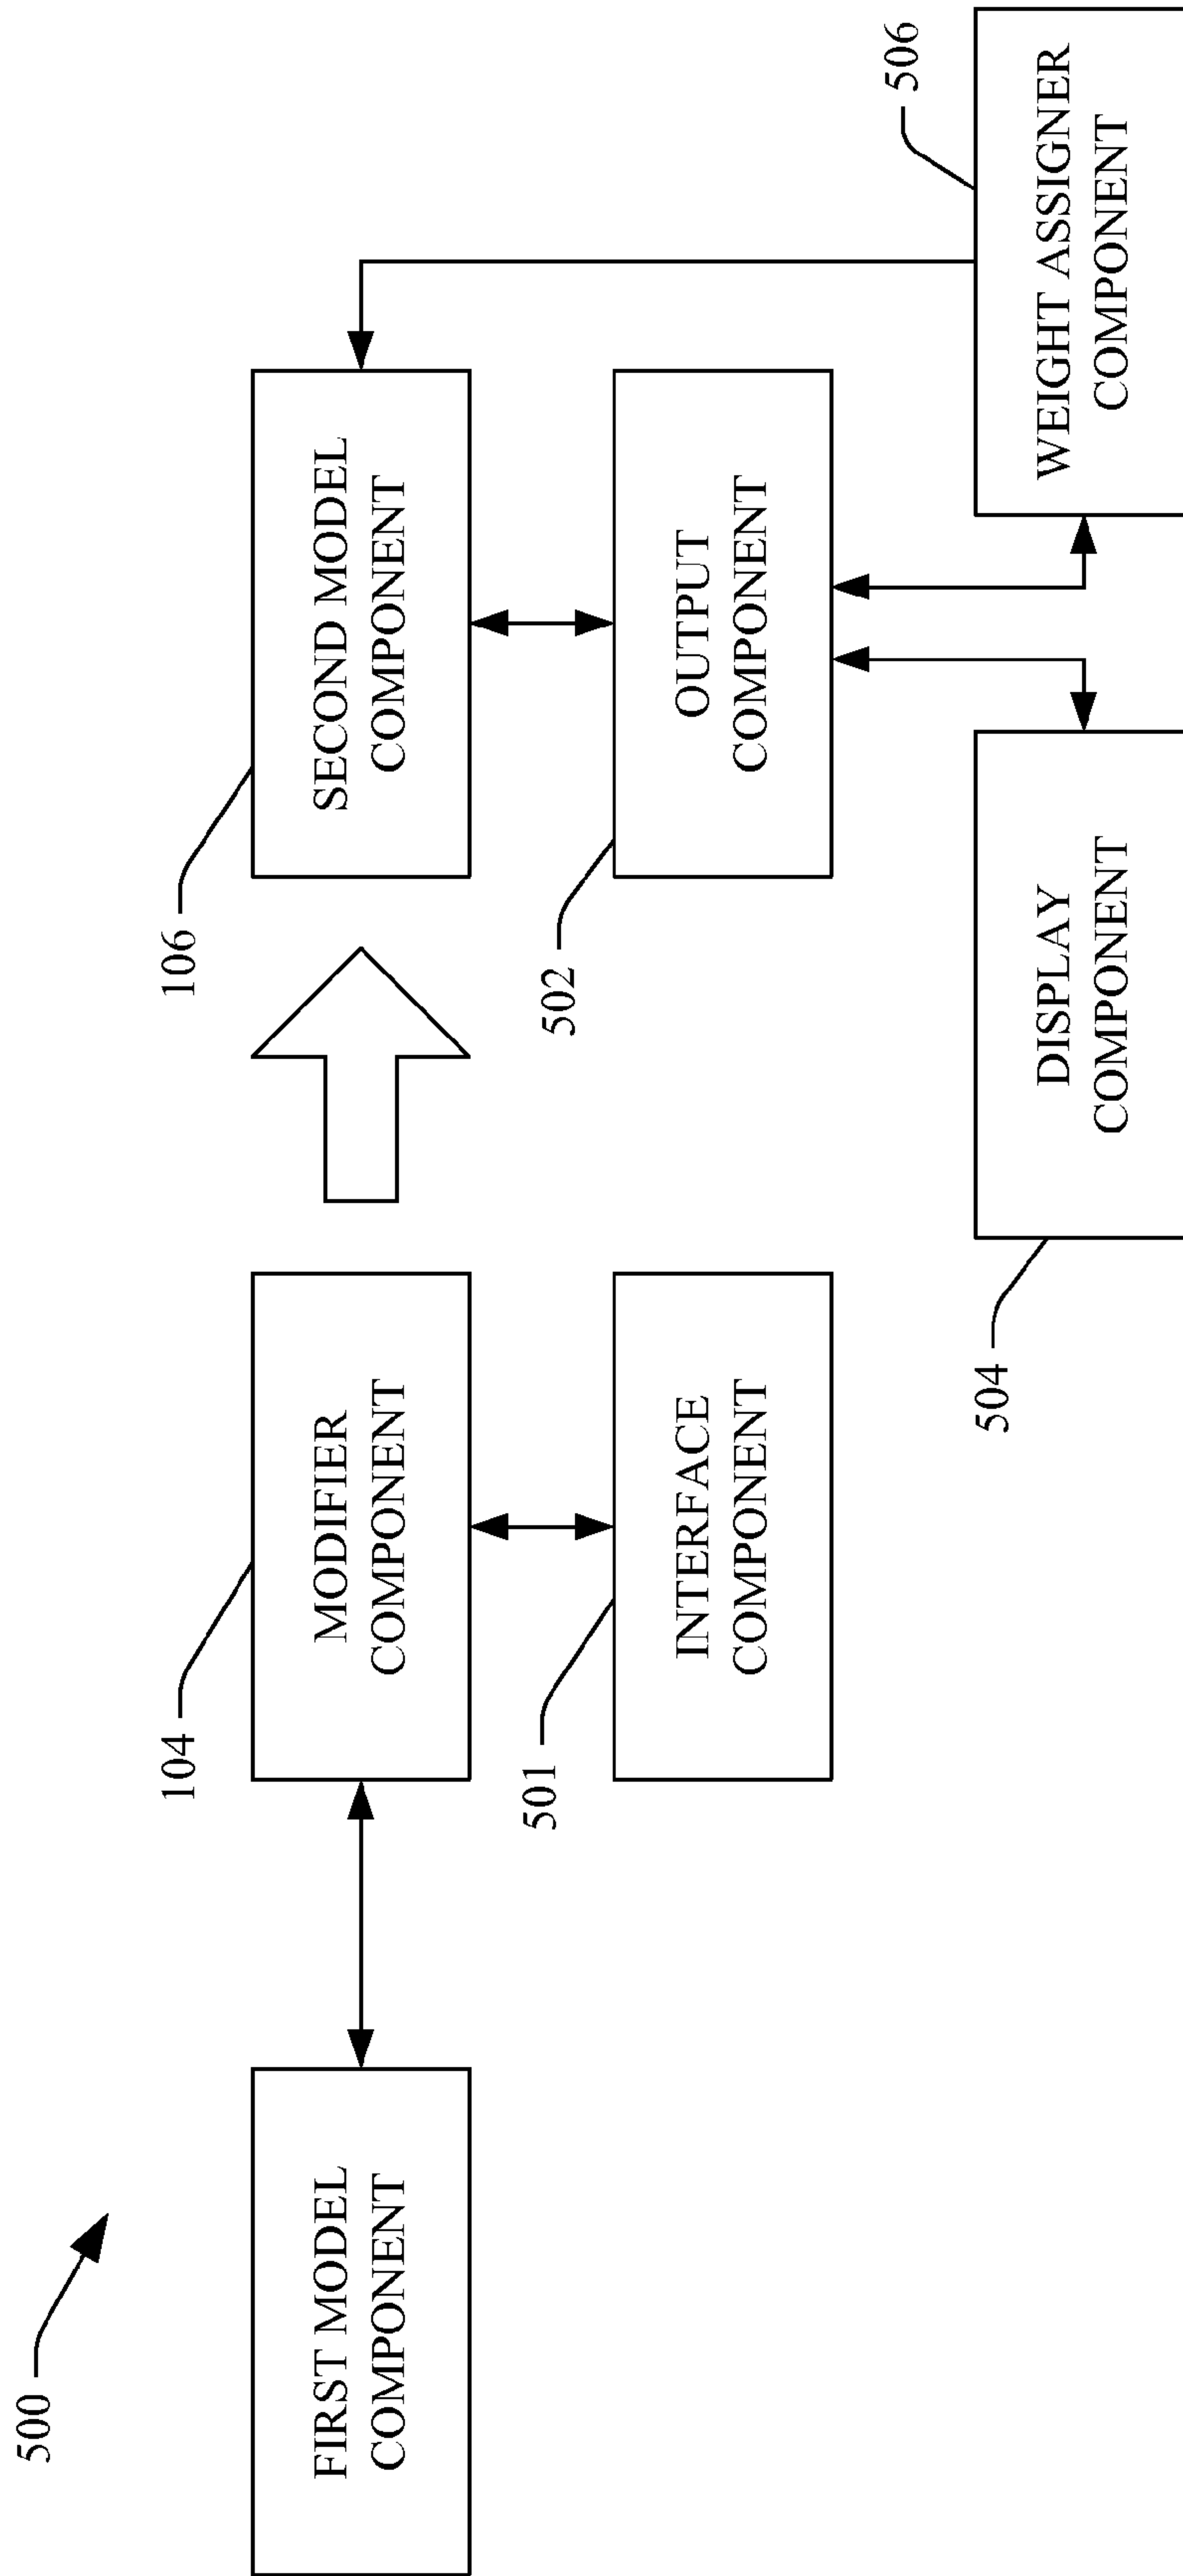 500
FIRST MODEL
COMPONENT
104
MODIFIER
COMPONENT
106
SECOND MODEL
COMPONENT
501
INTERFACE
COMPONENT
502
OUTPUT
COMPONENT
504
DISPLAY
COMPONENT
506
WEIGHT ASSIGNER
COMPONENT